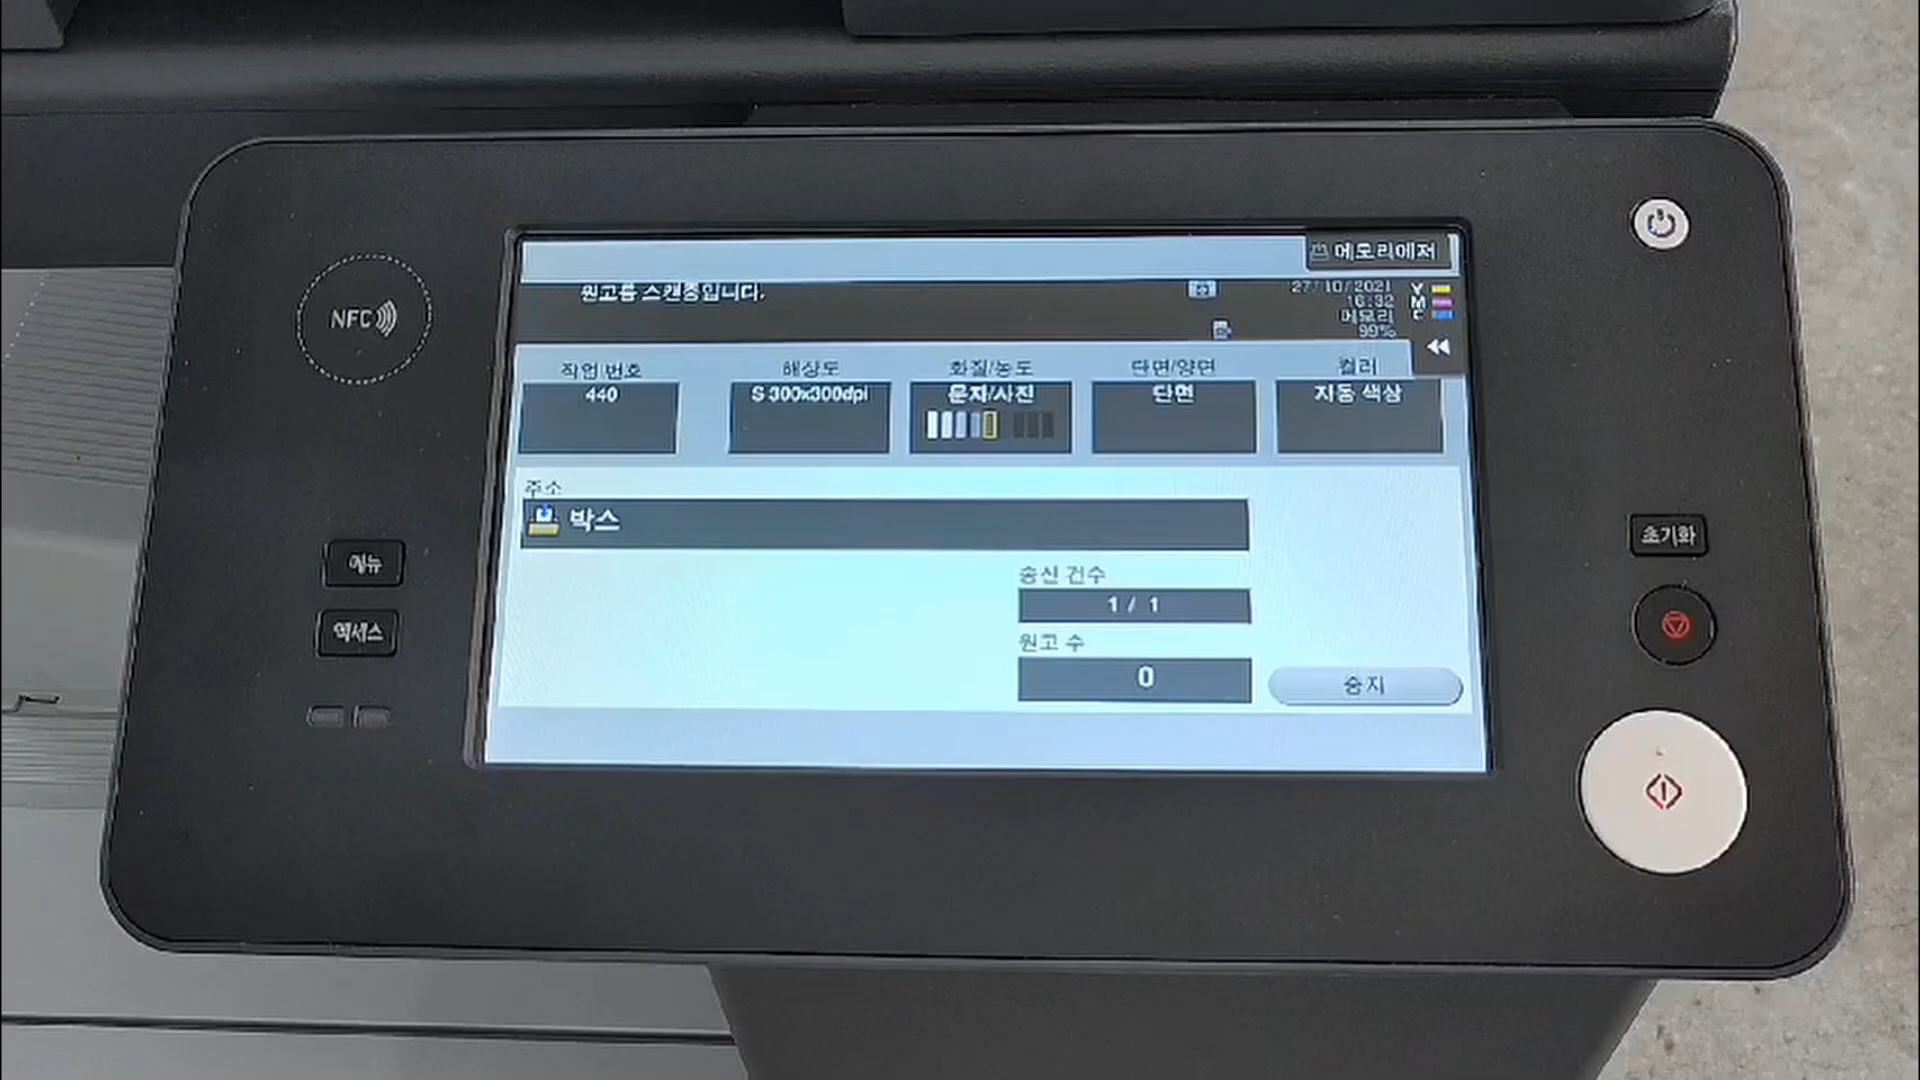 메모리예저
원고를 스캔중입니다.
27/10/2021
16:32
메모리
99%
Y
M
C
작업 번호
해상도
화질/농도
단면/양면
컬러
440
S 300x300dpi
문자/사진
단면
자동 색상
주소
박스
송신 건수
1 / 1
원고 수
0
중지
NFC
메뉴
액세스
초기화